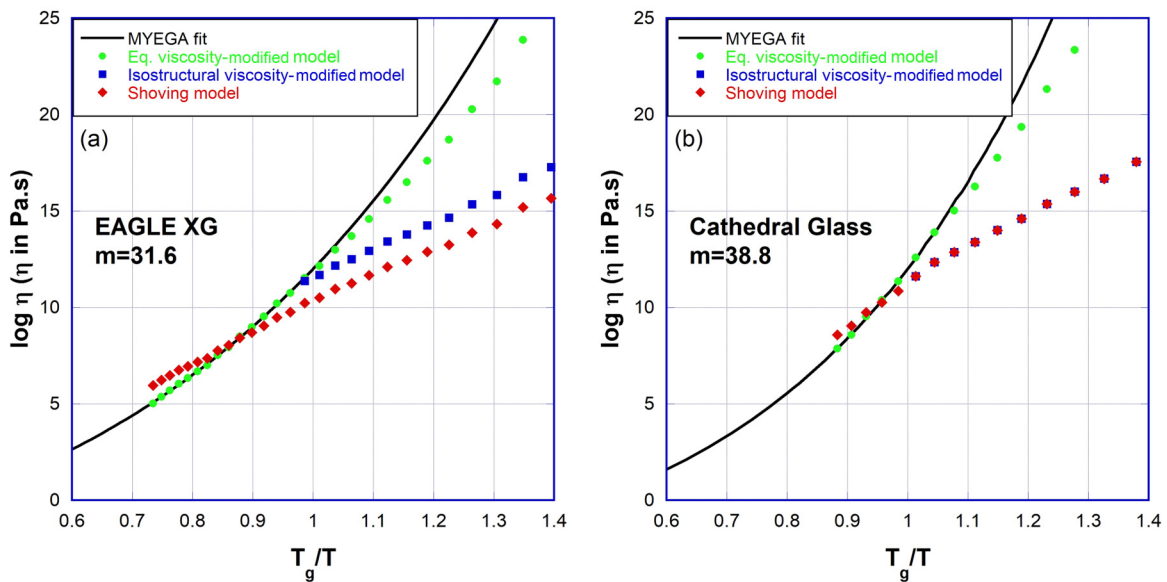 MYEGA fit
Eq. viscosity-modified model
Isostructural viscosity-modified model
Shoving model
(a)
EAGLE XG
m=31.6
log η (η in Pa.s)
25
20
15
10
5
0
0.6 0.7 0.8 0.9 1 1.1 1.2 1.3 1.4
Tg/T
MYEGA fit
Eq. viscosity-modified model
Isostructural viscosity-modified model
Shoving model
(b)
Cathedral Glass
m=38.8
log η (η in Pa.s)
25
20
15
10
5
0
0.6 0.7 0.8 0.9 1 1.1 1.2 1.3 1.4
Tg/T